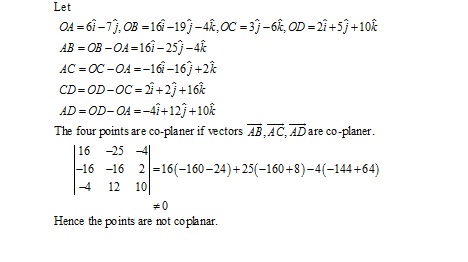 Let
OA = 6î − 7ĵ, OB = 16î − 19ĵ − 4k̂, OC = 3ĵ − 6k̂, OD = 2î + 5ĵ + 10k̂
AB = OB − OA = 16î − 25ĵ − 4k̂
AC = OC − OA = −16î − 16ĵ + 2k̂
CD = OD − OC = 2î + 2ĵ + 16k̂
AD = OD − OA = −4î + 12ĵ + 10k̂
The four points are co-planer if vectors AB, AC, AD are co-planer.
|16 −25 −4|
|−16 −16 2| = 16(−160 − 24) + 25(−160 + 8) − 4(−144 + 64)
|−4 12 10|
≠ 0
Hence the points are not coplanar.